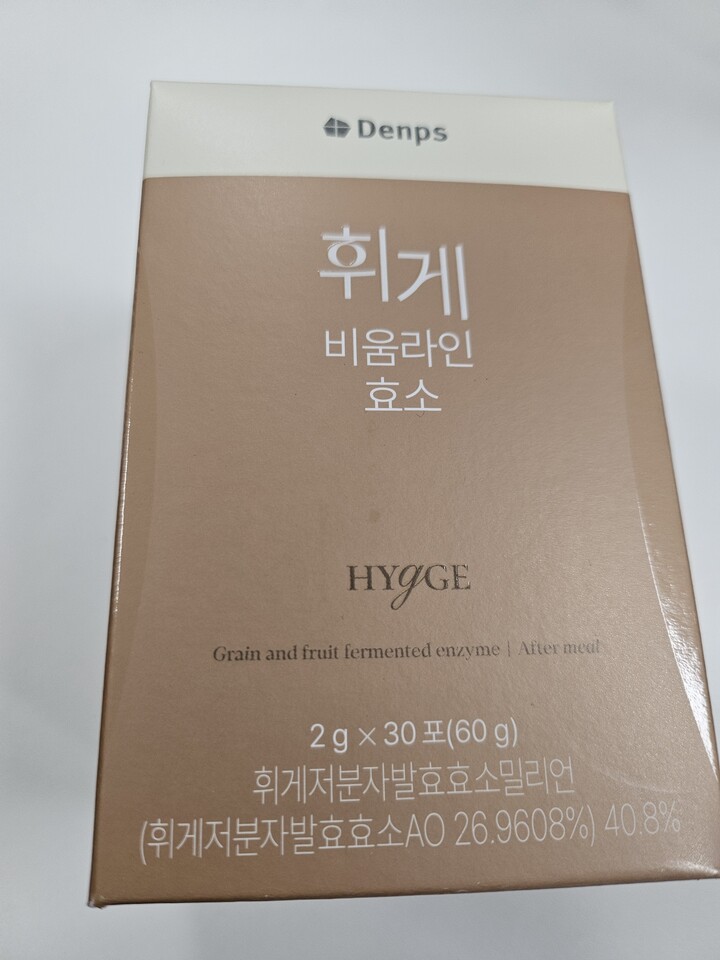 Denps
휘게
비움라인
효소
HYgGE
Grain and fruit fermented enzyme | After meal
2 g × 30 포(60 g)
휘게저분자발효효소밀리언
(휘게저분자발효효소AO 26.9608%) 40.8%